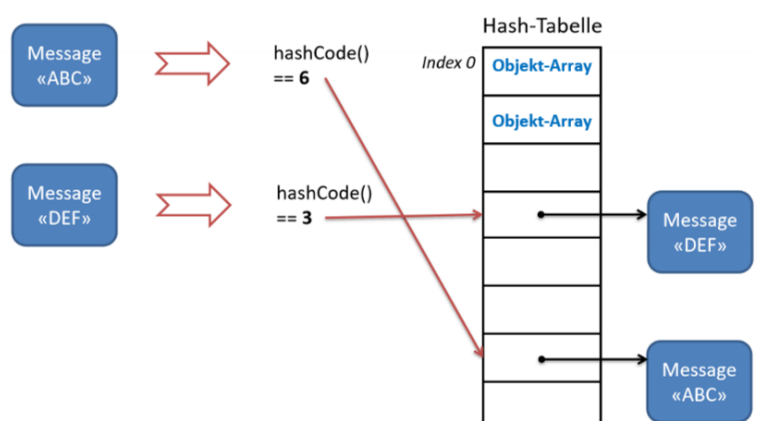 Hash-Tabelle
Message
«ABC»
hashCode()
== 6
Index 0
Objekt-Array
Objekt-Array
Message
«DEF»
hashCode()
== 3
Message
«DEF»
Message
«ABC»